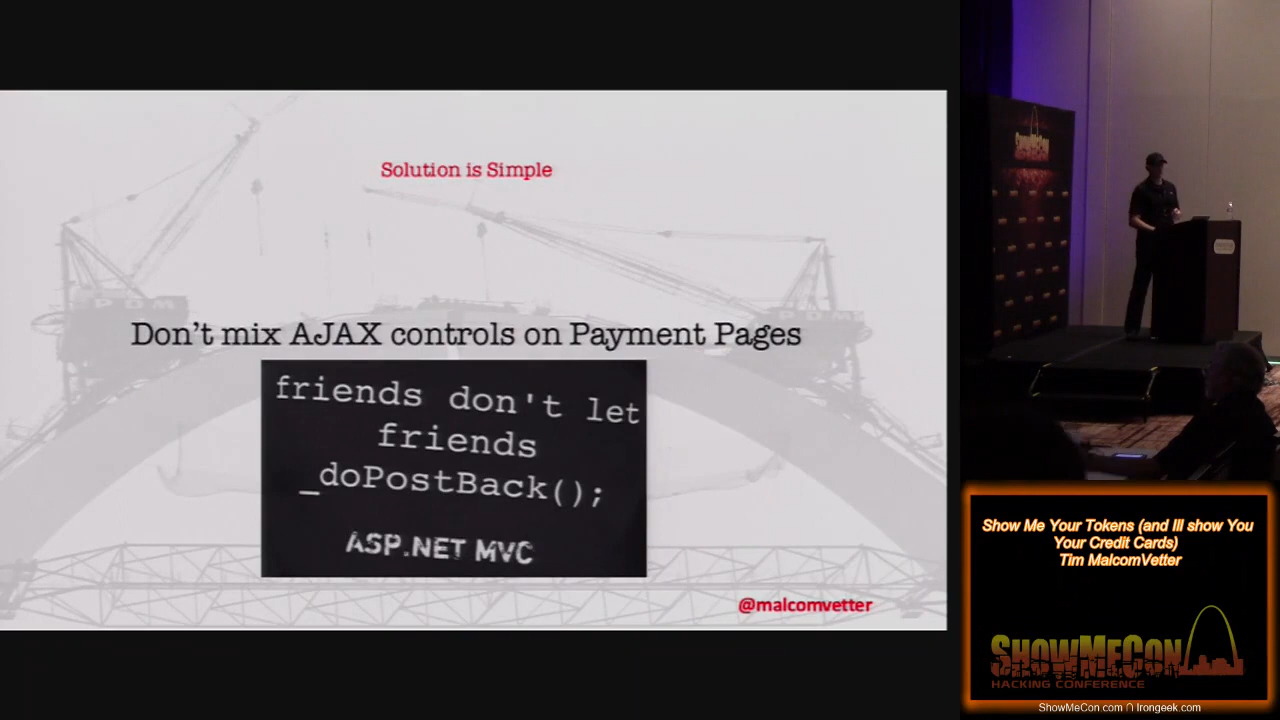 Solution is Simple
Don't mix AJAX controls on Payment Pages
friends don't let
friends
_doPostBack();
ASP.NET MVC
@malcomvetter
ShowMeCon
Show Me Your Tokens (and Ill show You
Your Credit Cards)
Tim MalcomVetter
ShowMeCon
HACKING CONFERENCE
ShowMeCon.com ∩ Irongeek.com